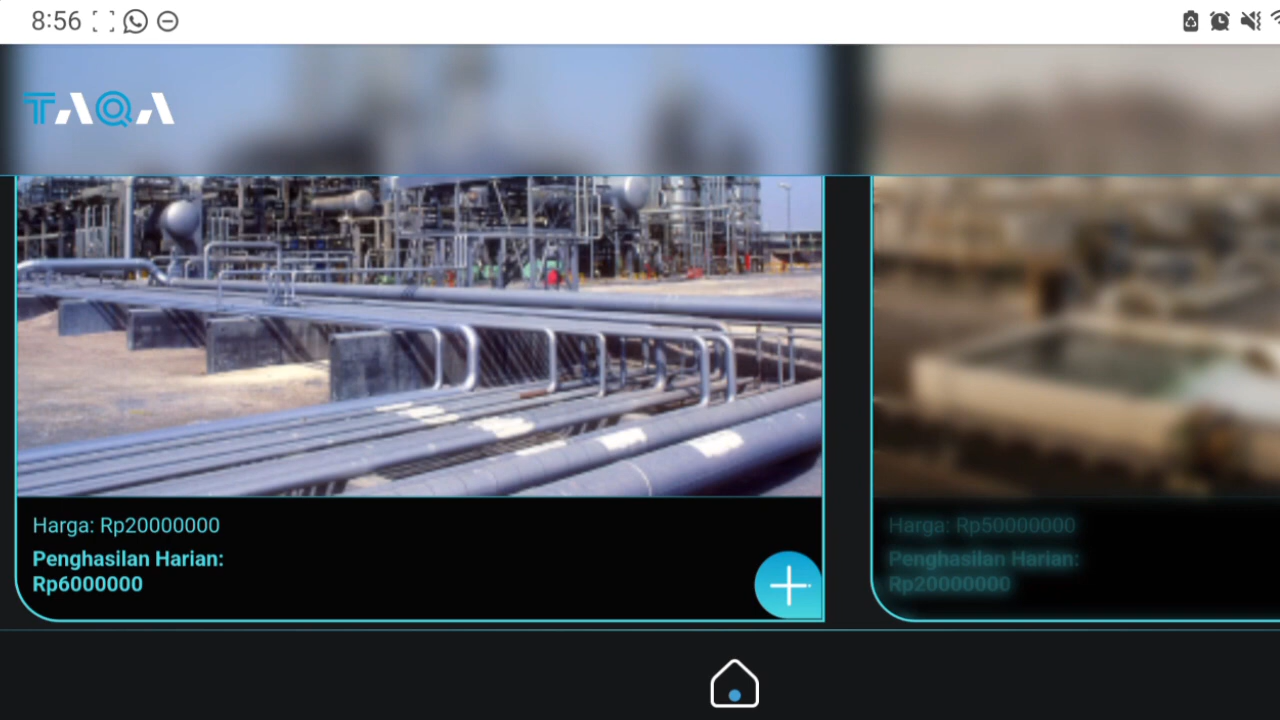 8:56
TAQA
Harga: Rp20000000
Penghasilan Harian:
Rp6000000
Harga: Rp50000000
Penghasilan Harian:
Rp20000000